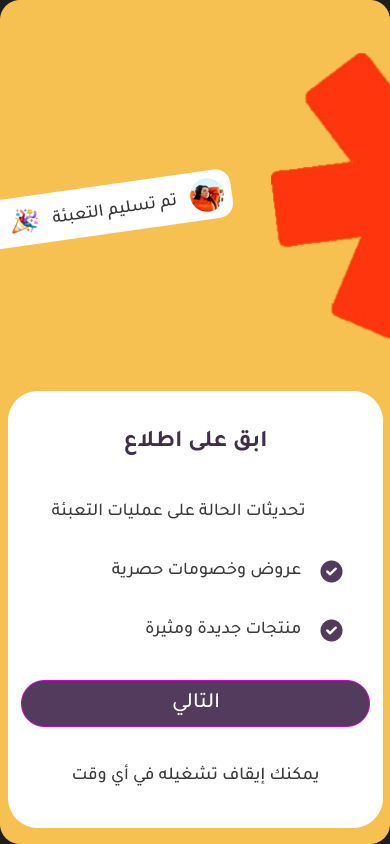 تم تسليم التعبئة 🎉
ابق على اطلاع
تحديثات الحالة على عمليات التعبئة
عروض وخصومات حصرية
منتجات جديدة ومثيرة
التالي
يمكنك إيقاف تشغيله في أي وقت